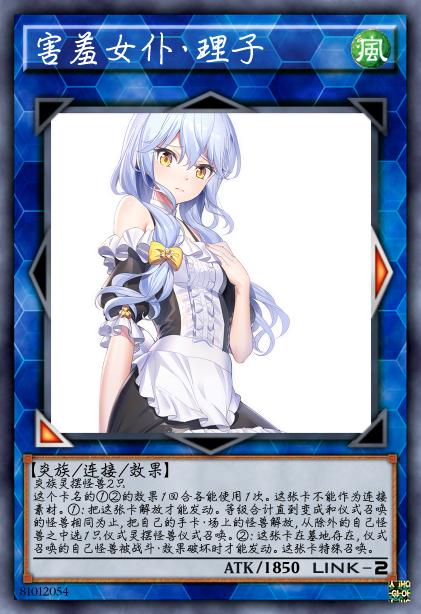 害羞女仆·理子
風
【炎族/连接/效果】
炎族灵摆怪兽2只
这个卡名的①②的效果1回合各能使用1次。这张卡不能作为连接
素材。①：把这张卡解放才能发动。等级合计直到变成和仪式召唤
的怪兽相同为止，把自己的手卡·场上的怪兽解放，从除外的自己怪
兽之中选1只仪式灵摆怪兽仪式召唤。②：这张卡在墓地存在，仪式
召唤的自己怪兽被战斗·效果破坏时才能发动。这张卡特殊召唤。
ATK/1850 LINK-2
81012054